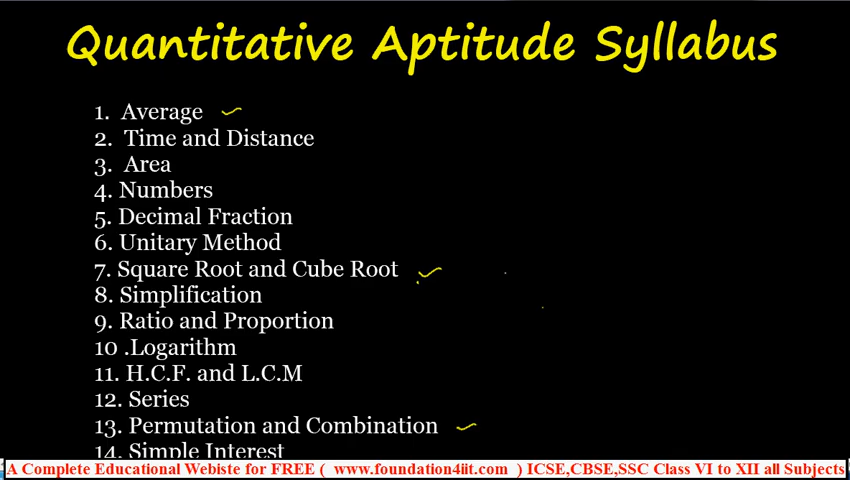 Quantitative Aptitude Syllabus
1. Average
2. Time and Distance
3. Area
4. Numbers
5. Decimal Fraction
6. Unitary Method
7. Square Root and Cube Root
8. Simplification
9. Ratio and Proportion
10 .Logarithm
11. H.C.F. and L.C.M
12. Series
13. Permutation and Combination
14. Simple Interest
A Complete Educational Webiste for FREE ( www.foundation4iit.com ) ICSE,CBSE,SSC Class VI to XII all Subjects